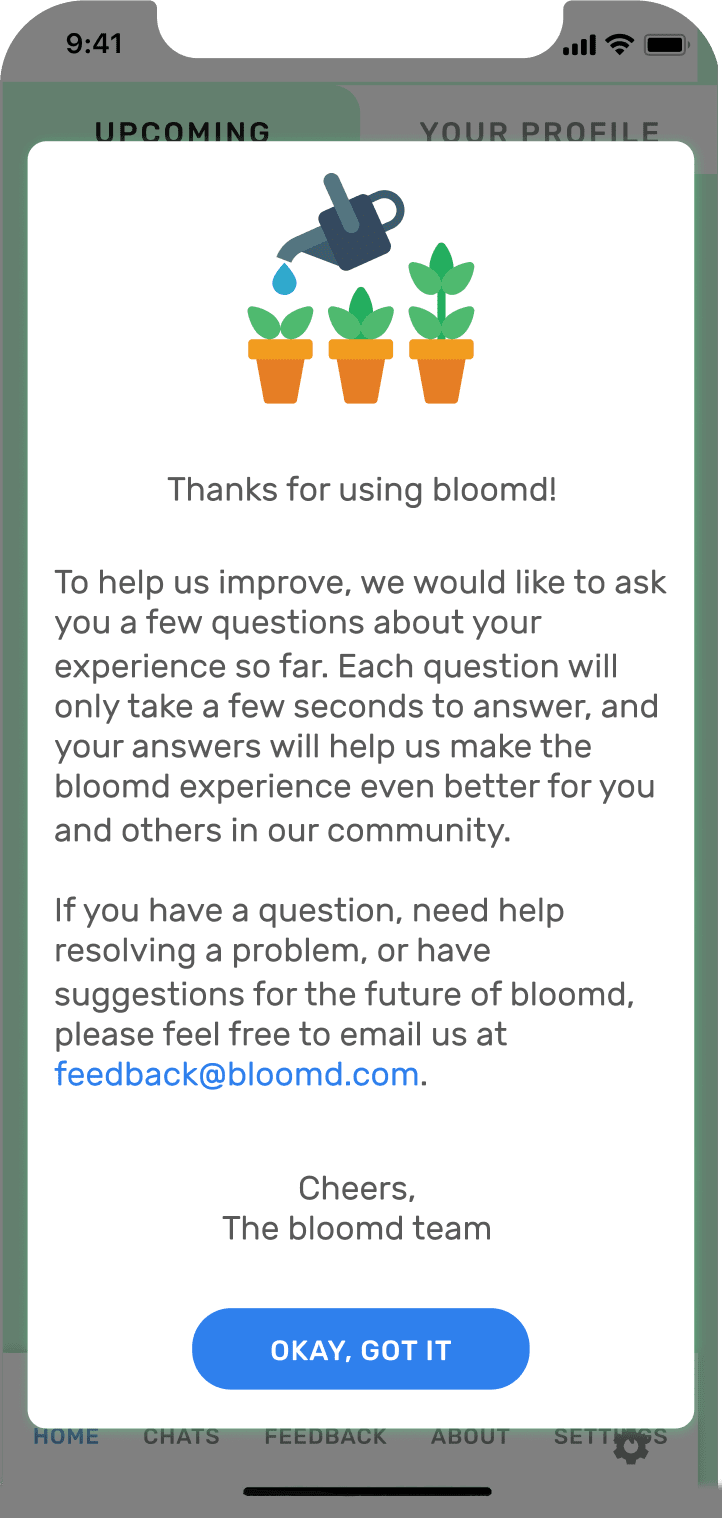 9:41
UPCOMING
YOUR PROFILE
Thanks for using bloomd!
To help us improve, we would like to ask
you a few questions about your
experience so far. Each question will
only take a few seconds to answer, and
your answers will help us make the
bloomd experience even better for you
and others in our community.
If you have a question, need help
resolving a problem, or have
suggestions for the future of bloomd,
please feel free to email us at
feedback@bloomd.com.
Cheers,
The bloomd team
OKAY, GOT IT
HOME
CHATS
FEEDBACK
ABOUT
SETTINGS